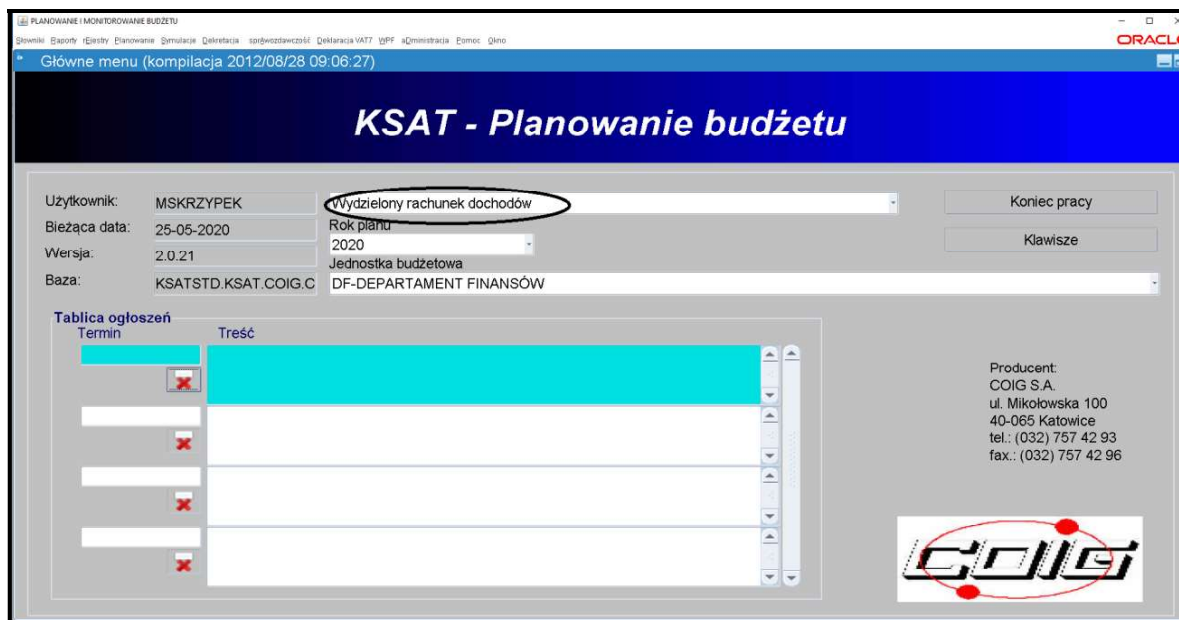 PLANOWANIE I MONITOROWANIE BUDŻETU
Słowniki Raporty rEjestry Planowanie Symulacje Dekretacja sprAwozdawczość Deklaracja VAT7 WPF aDministracja Pomoc Okno
ORACLE
Główne menu (kompilacja 2012/08/28 09:06:27)
KSAT - Planowanie budżetu
Użytkownik: MSKRZYPEK Wydzielony rachunek dochodów Koniec pracy
Bieżąca data: 25-05-2020 Rok planu
Wersja: 2.0.21 2020 Klawisze
Jednostka budżetowa
Baza: KSATSTD.KSAT.COIG.C DF-DEPARTAMENT FINANSÓW
Tablica ogłoszeń
Termin Treść
Producent:
COIG S.A.
ul. Mikołowska 100
40-065 Katowice
tel.: (032) 757 42 93
fax.: (032) 757 42 96
COIG